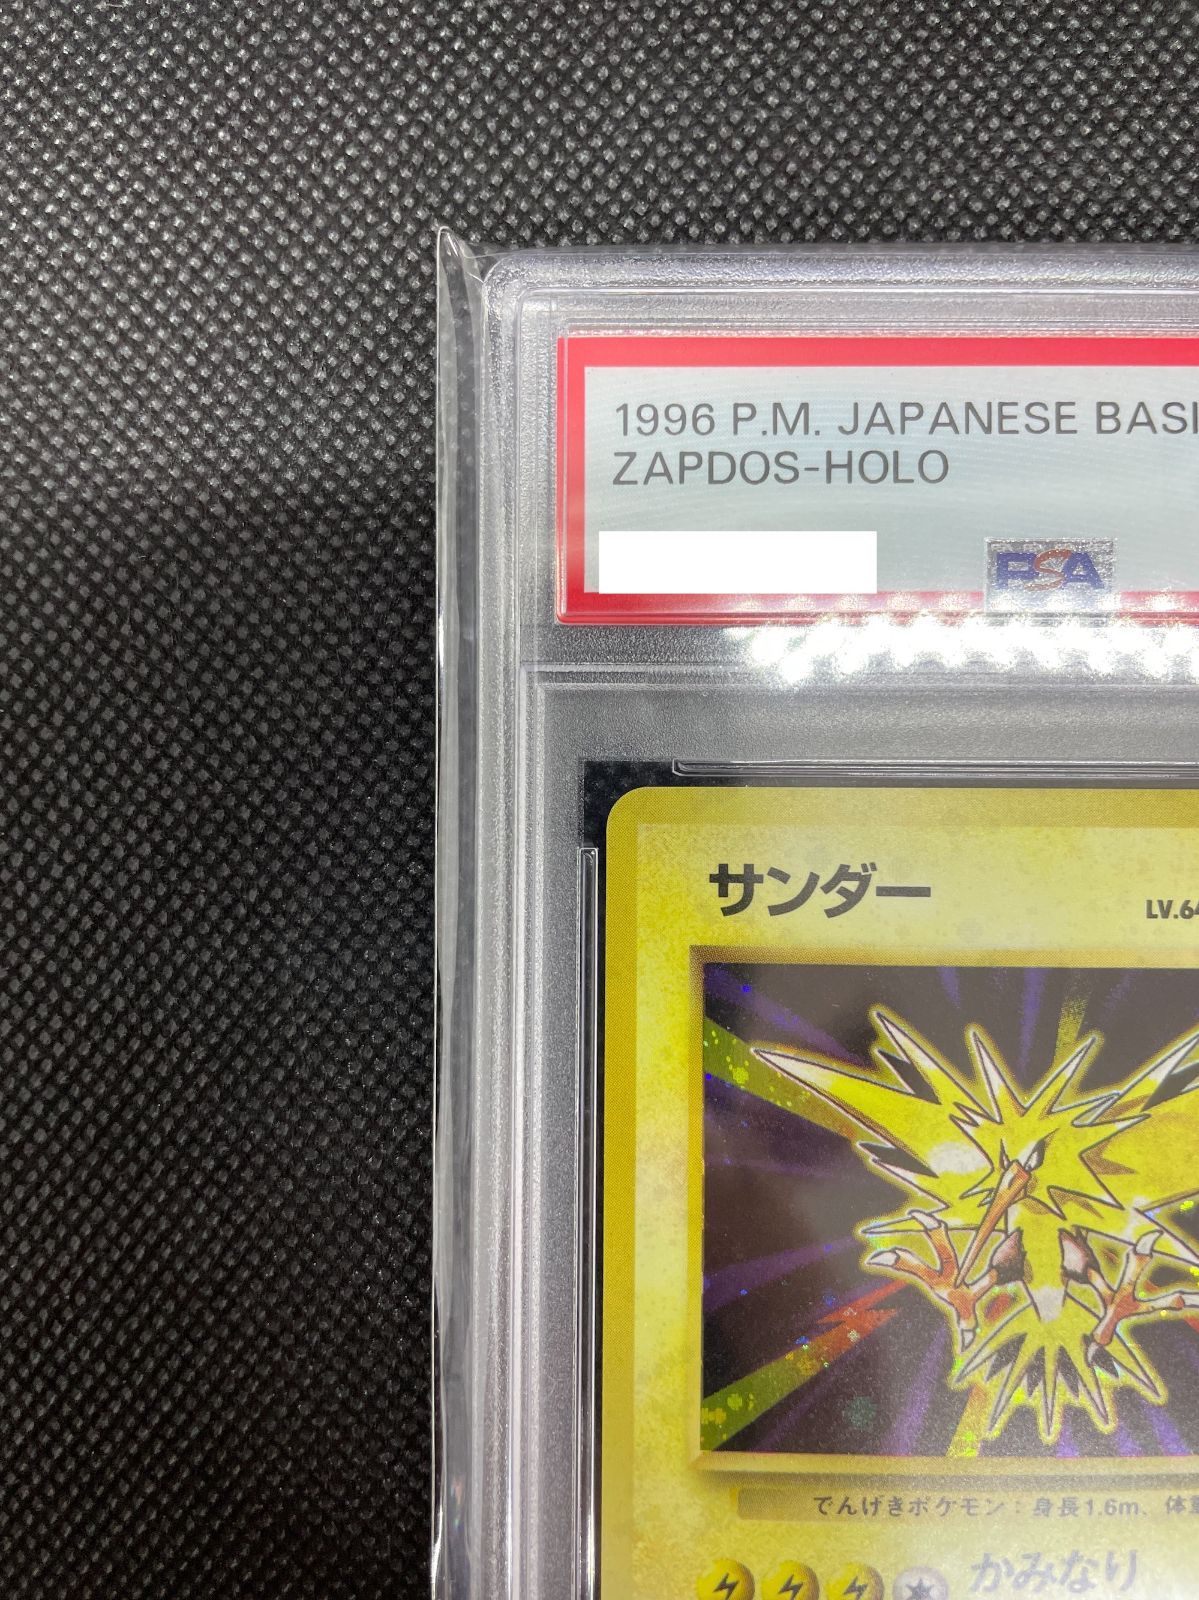 1996 P.M. JAPANESE BASI
ZAPDOS-HOLO
PSA
サンダー
LV.64
でんげきポケモン：身長1.6m、体重
かみなり